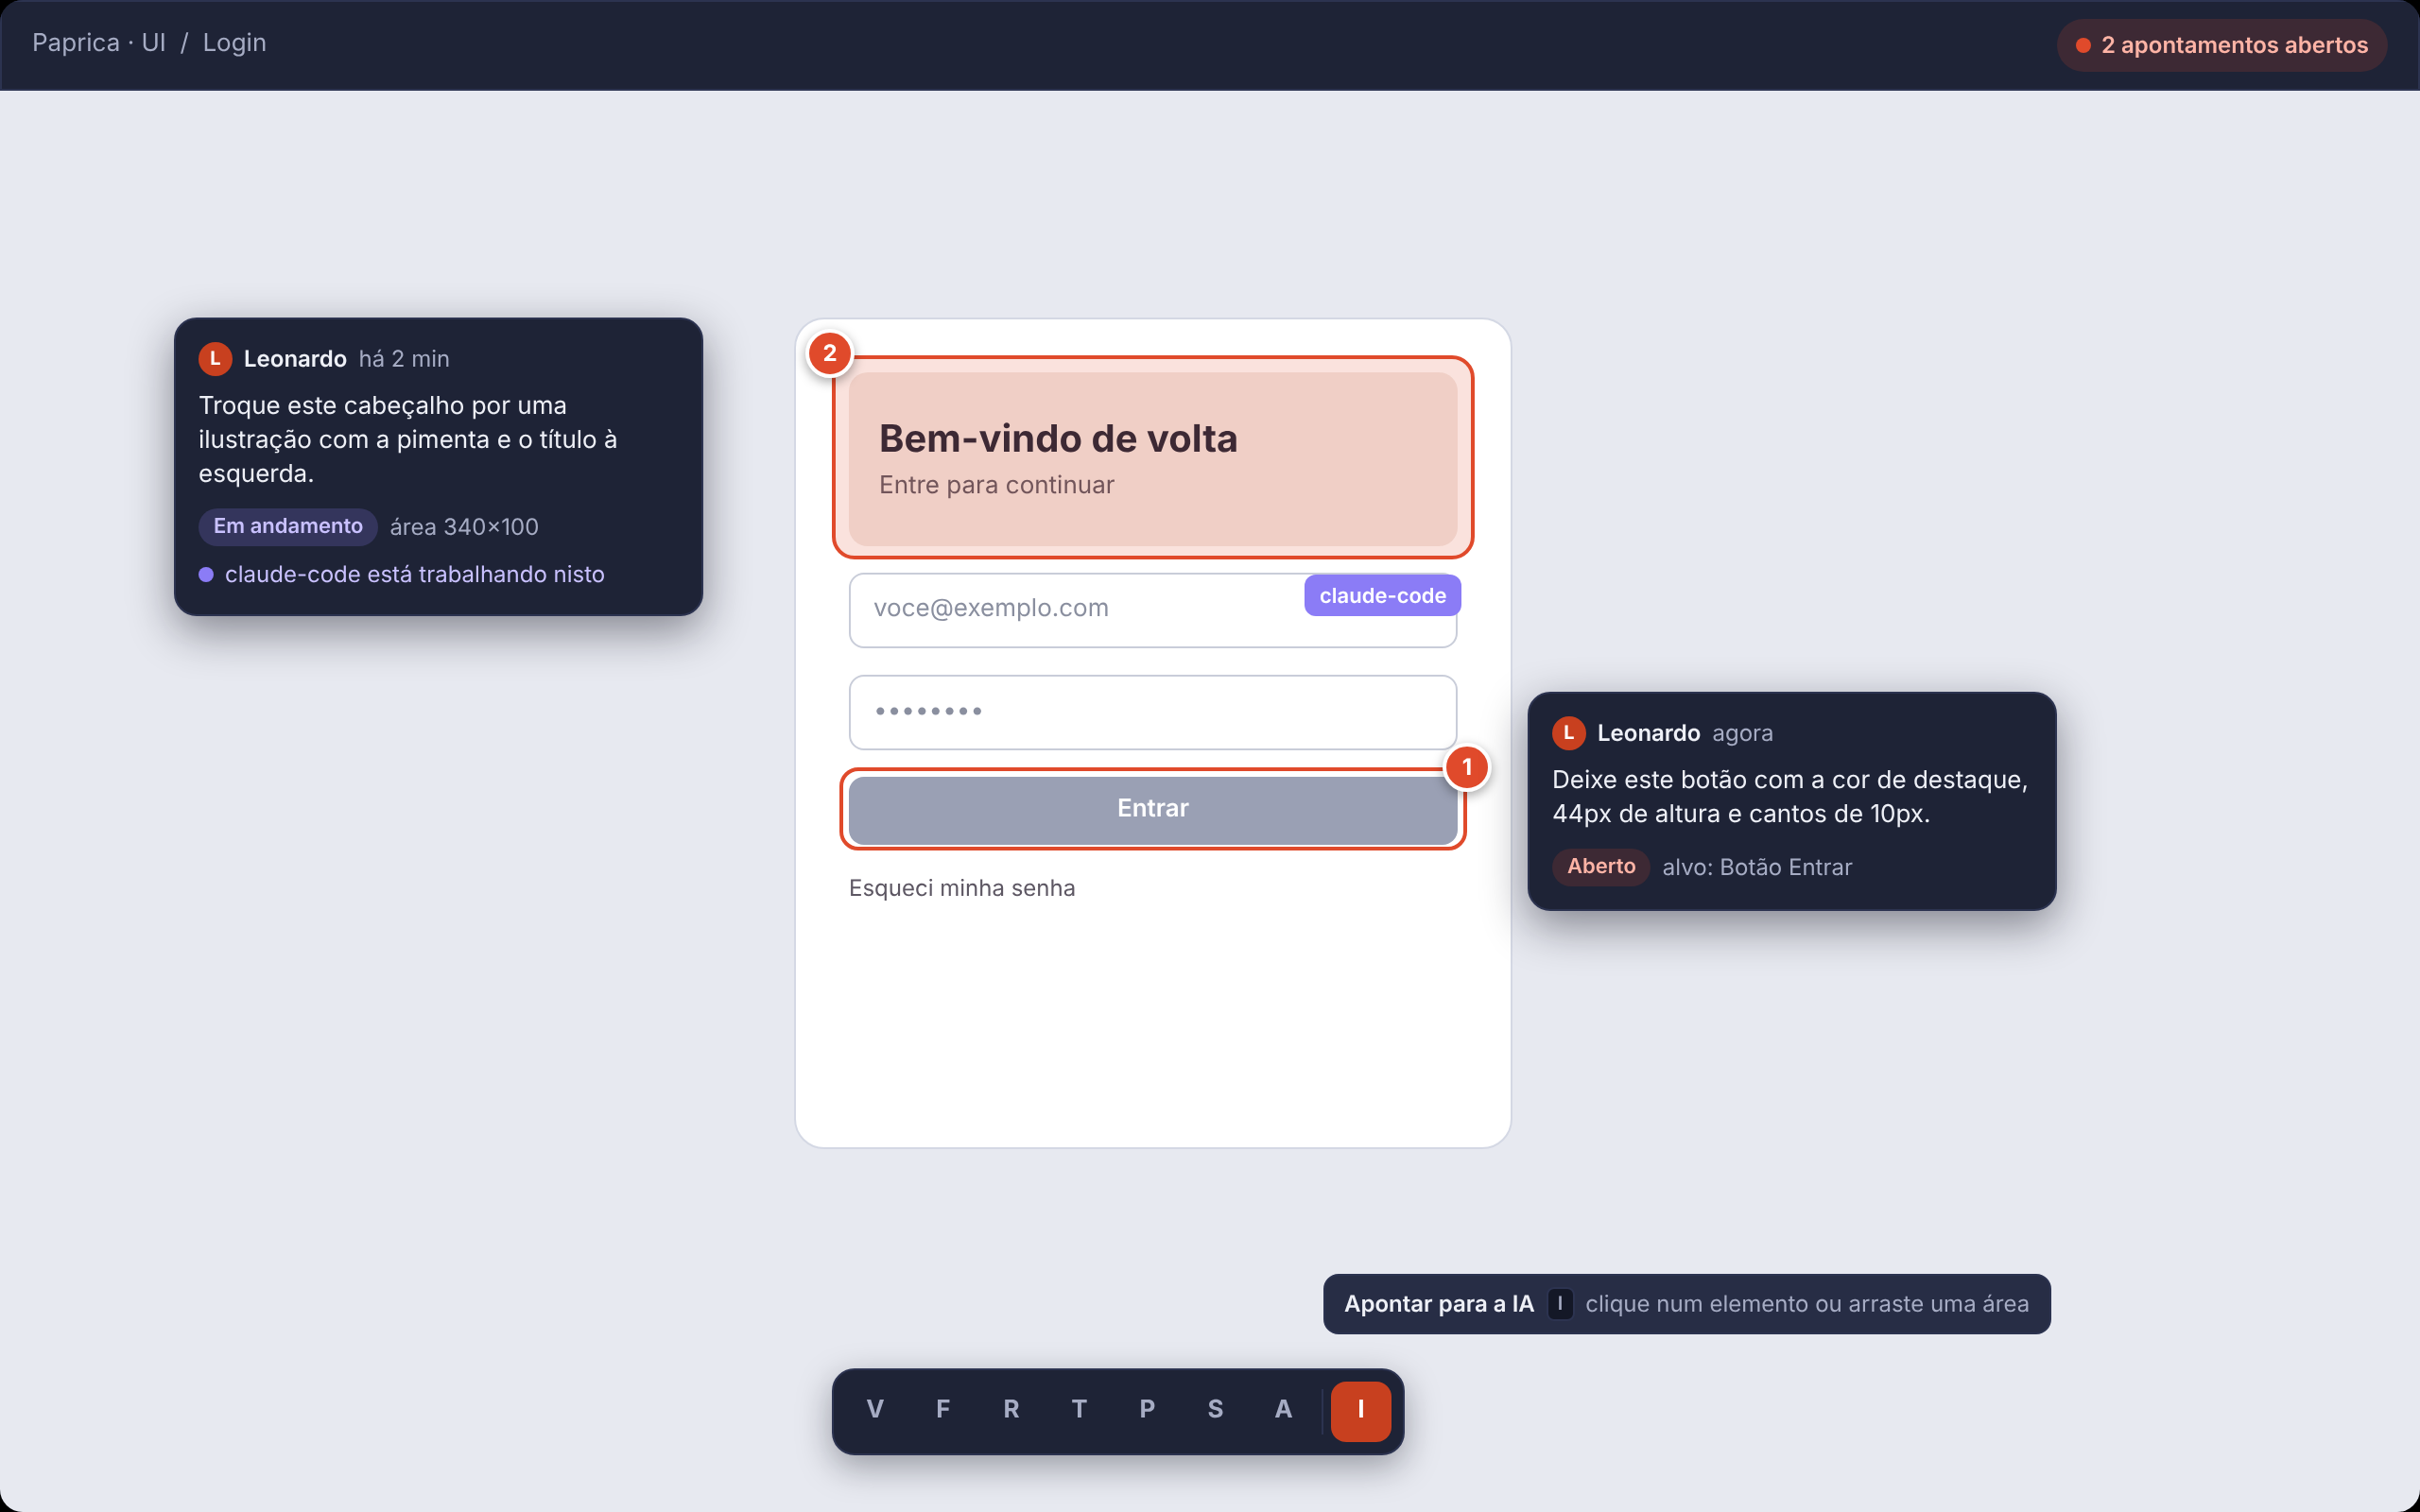 Paprica · UI / Login
2 apontamentos abertos
L Leonardo há 2 min
Troque este cabeçalho por uma
ilustração com a pimenta e o título à
esquerda.
Em andamento área 340×100
claude-code está trabalhando nisto
2
Bem-vindo de volta
Entre para continuar
voce@exemplo.com
claude-code
••••••••
1
Entrar
Esqueci minha senha
L Leonardo agora
Deixe este botão com a cor de destaque,
44px de altura e cantos de 10px.
Aberto alvo: Botão Entrar
Apontar para a IA I clique num elemento ou arraste uma área
V F R T P S A I